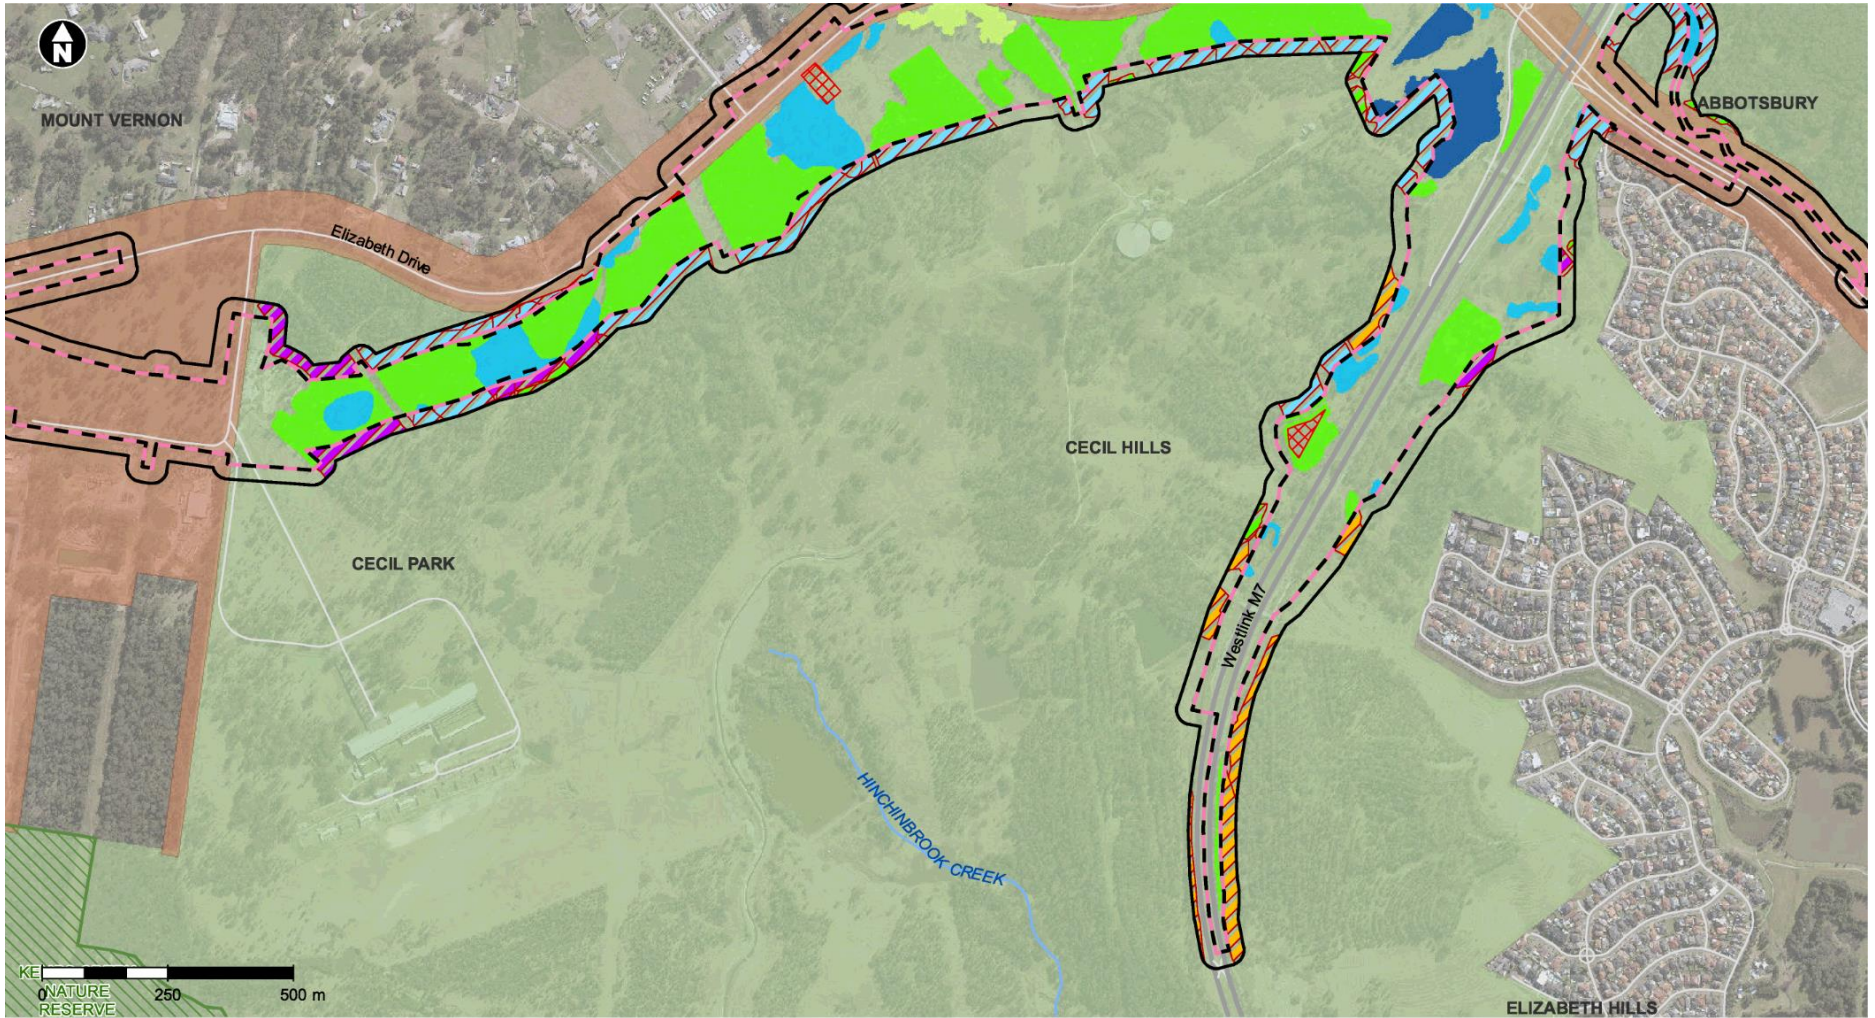 N
MOUNT VERNON
ABBOTSBURY
Elizabeth Drive
CECIL HILLS
CECIL PARK
Westlink M7
HINCHINBROOK CREEK
KE
NATURE
RESERVE
0 250 500 m
ELIZABETH HILLS